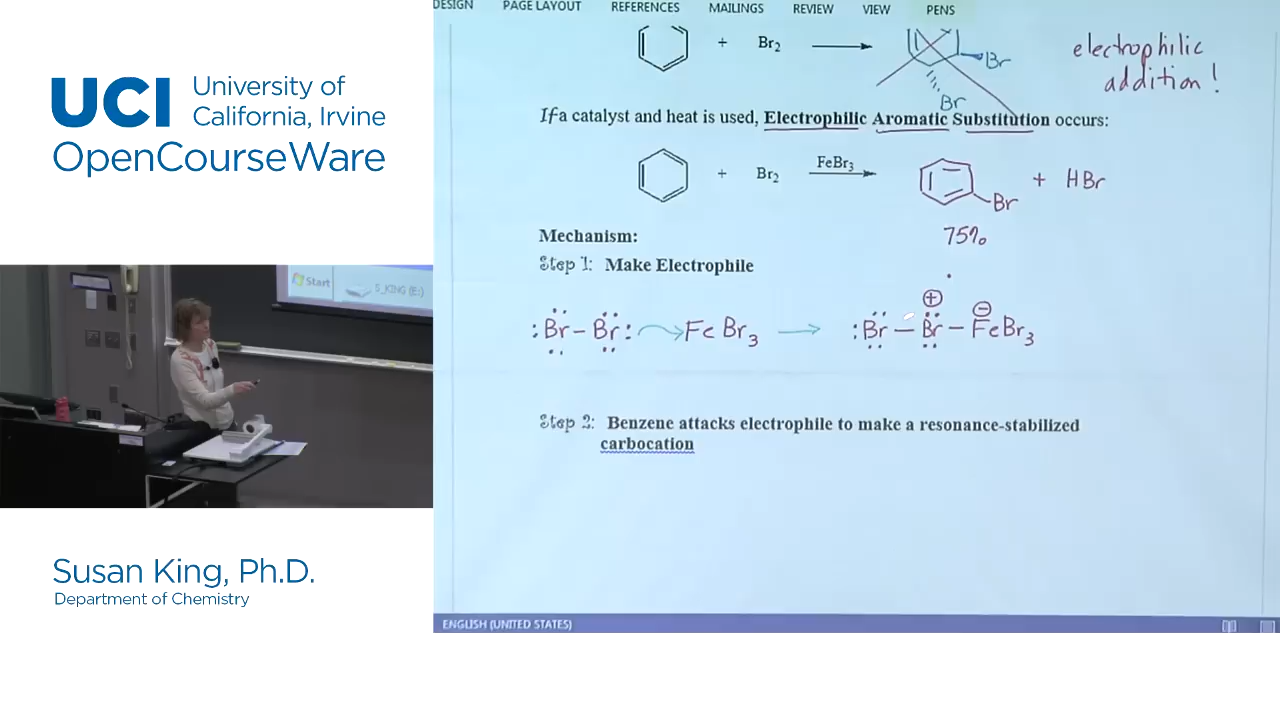 DESIGN PAGE LAYOUT REFERENCES MAILINGS REVIEW VIEW PENS
UCI University of California, Irvine
OpenCourseWare
+ Br2
Br
Br
electrophilic
addition!
If a catalyst and heat is used, Electrophilic Aromatic Substitution occurs:
+ Br2 FeBr3 Br + HBr
75%
Mechanism:
Step 1: Make Electrophile
:Br-Br: FeBr3 :Br-Br-FeBr3
⊕ ⊖
Step 2: Benzene attacks electrophile to make a resonance-stabilized
carbocation
Start S_KING (E:)
Susan King, Ph.D.
Department of Chemistry
ENGLISH (UNITED STATES)